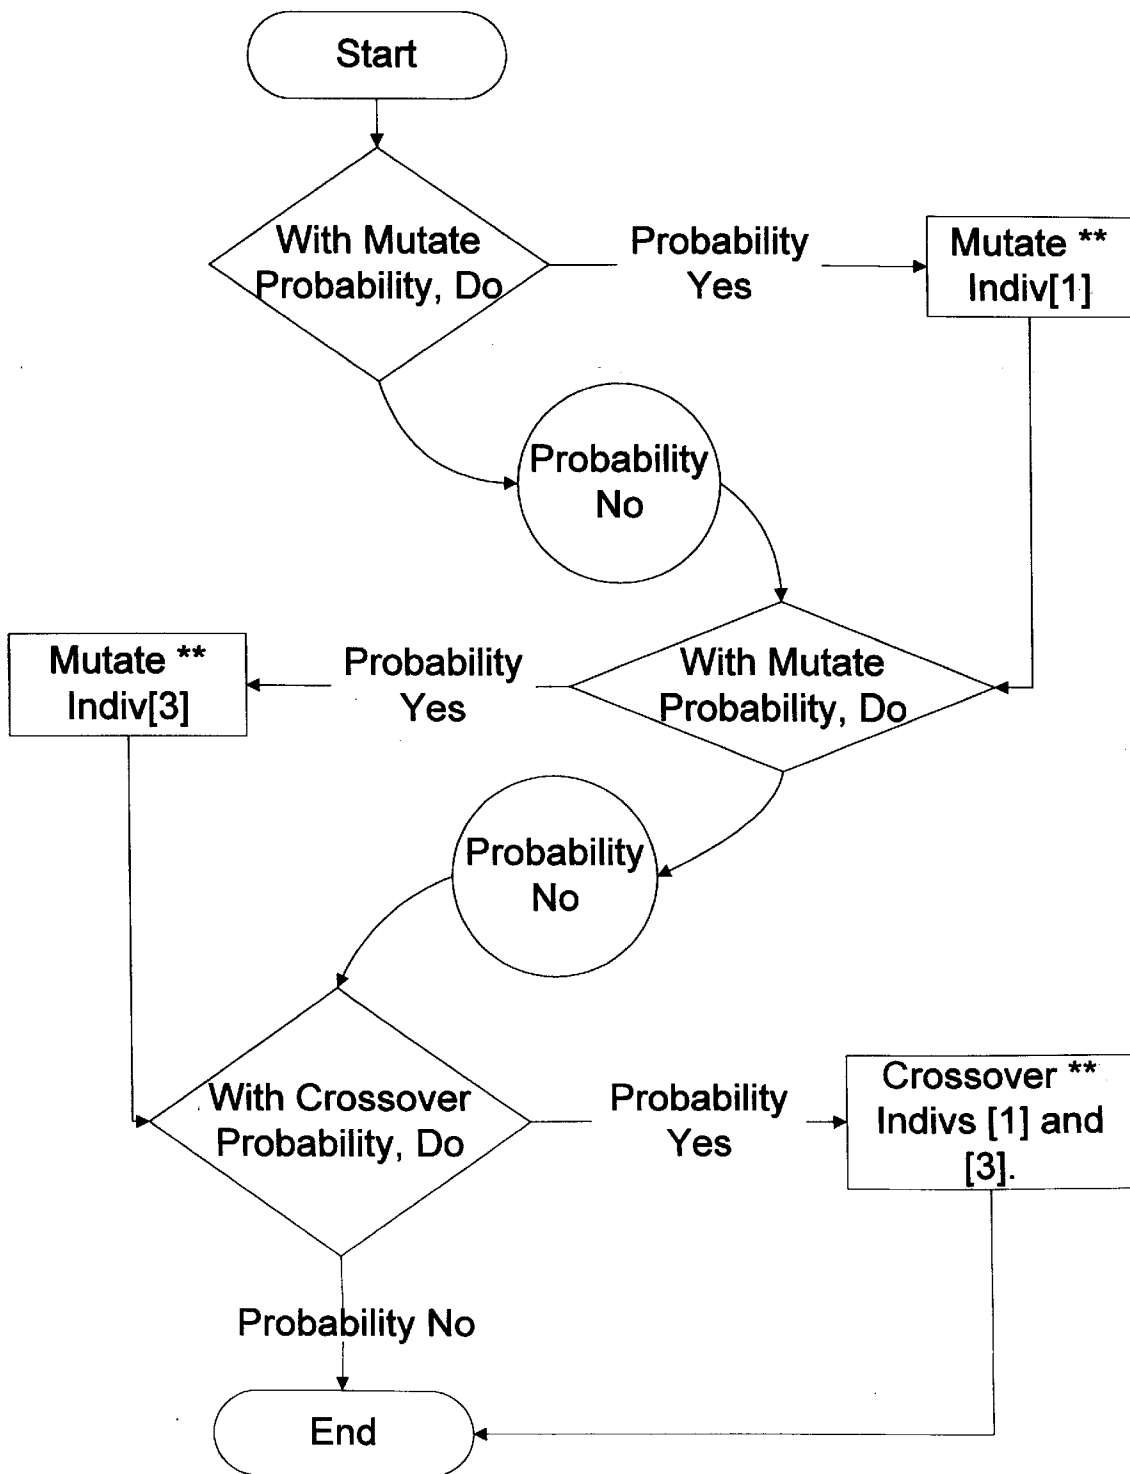 Start
With Mutate
Probability, Do
Probability
Yes
Mutate **
Indiv[1]
Probability
No
Mutate **
Indiv[3]
Probability
Yes
With Mutate
Probability, Do
Probability
No
With Crossover
Probability, Do
Probability
Yes
Crossover **
Indivs [1] and
[3].
Probability No
End